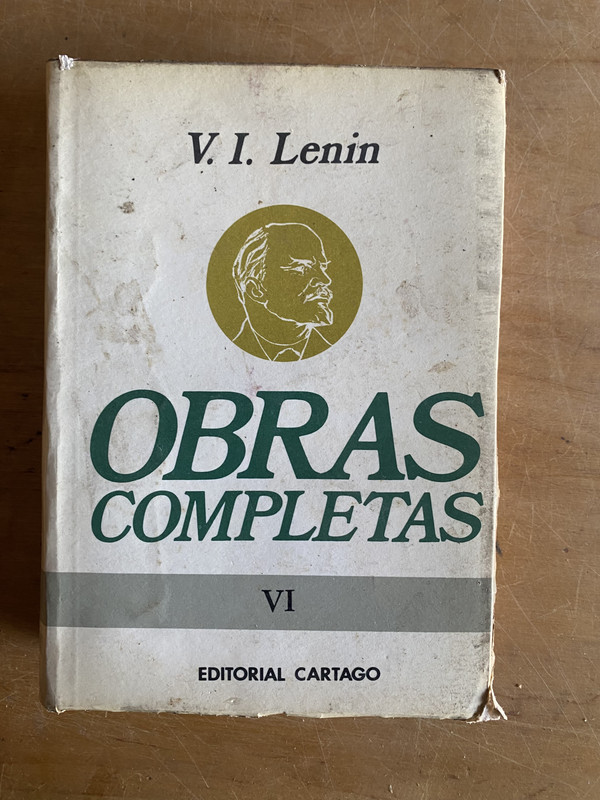 V. I. Lenin
OBRAS
COMPLETAS
VI
EDITORIAL CARTAGO